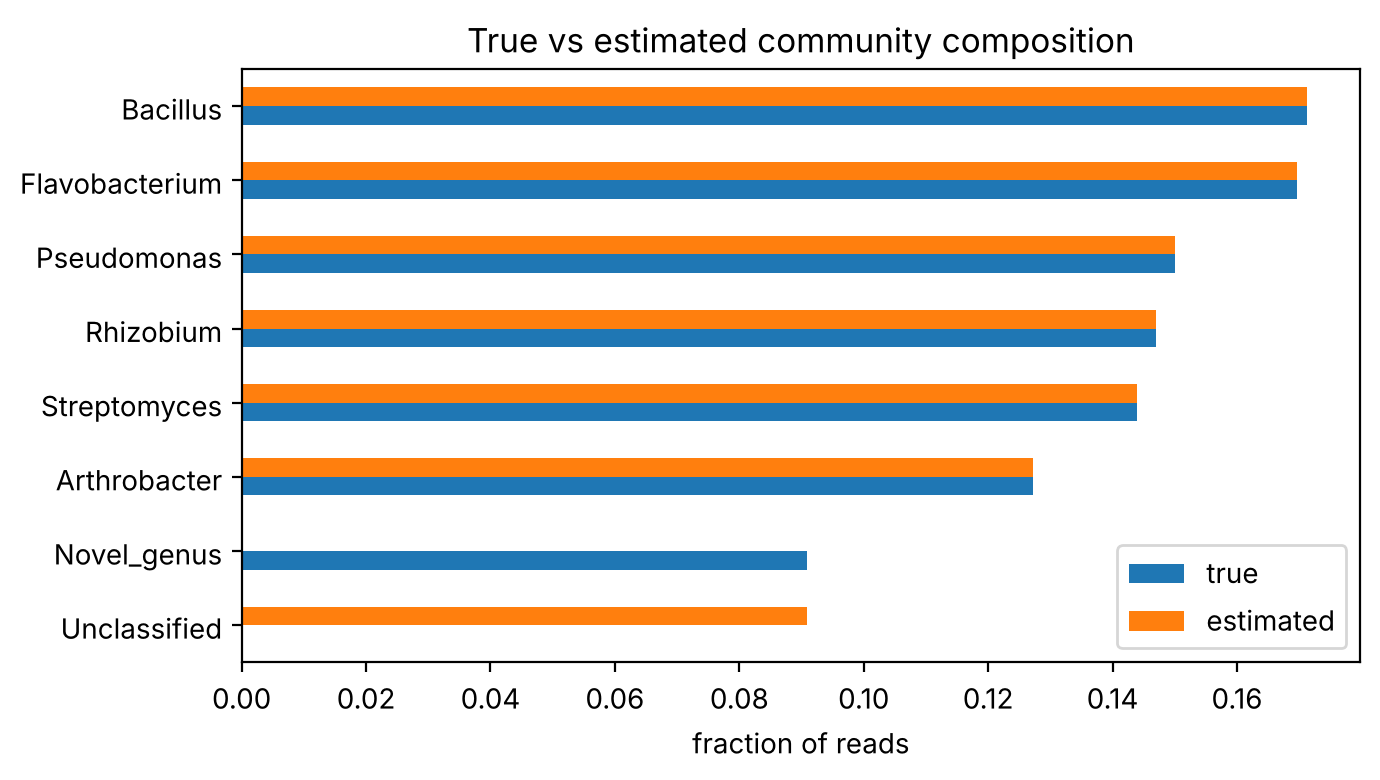 True vs estimated community composition
Bacillus
Flavobacterium
Pseudomonas
Rhizobium
Streptomyces
Arthrobacter
Novel_genus
Unclassified
true
estimated
0.00 0.02 0.04 0.06 0.08 0.10 0.12 0.14 0.16
fraction of reads